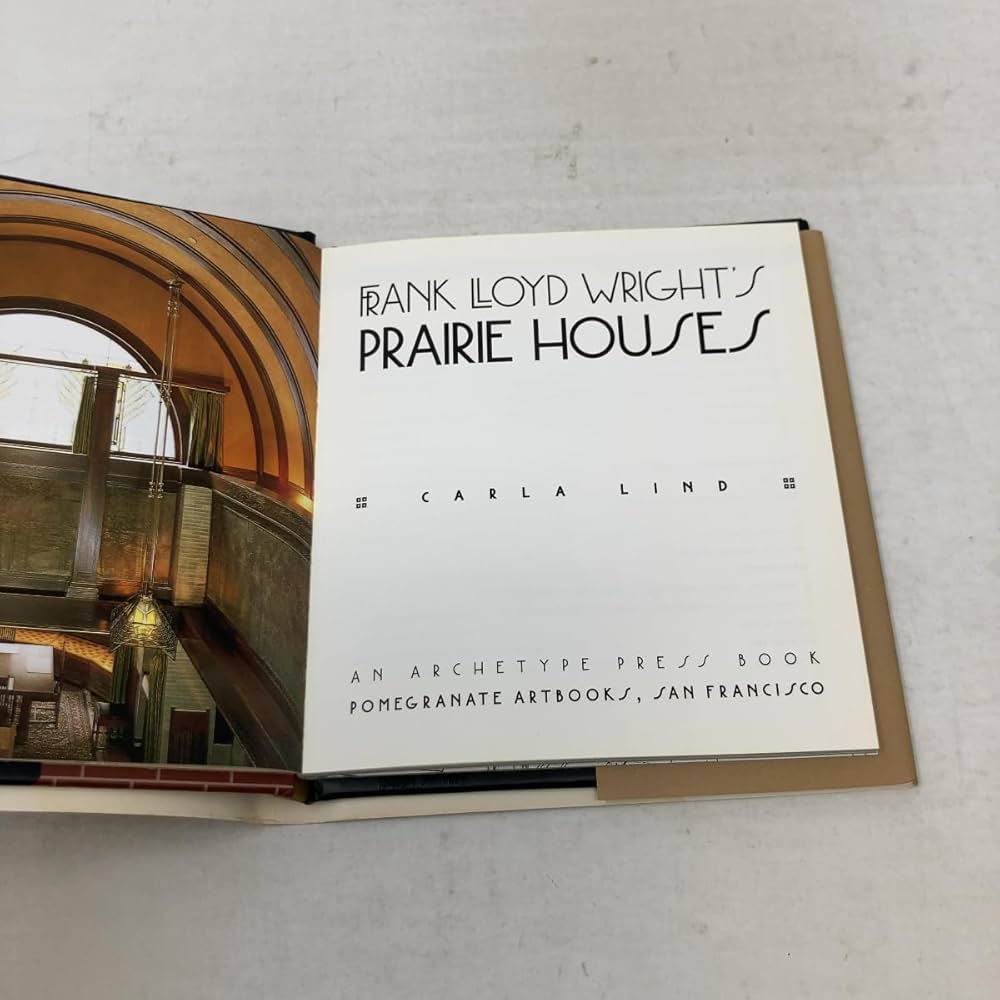 FRANK LLOYD WRIGHT'S
PRAIRIE HOUSES
CARLA LIND
AN ARCHETYPE PRESS BOOK
POMEGRANATE ARTBOOKS, SAN FRANCISCO